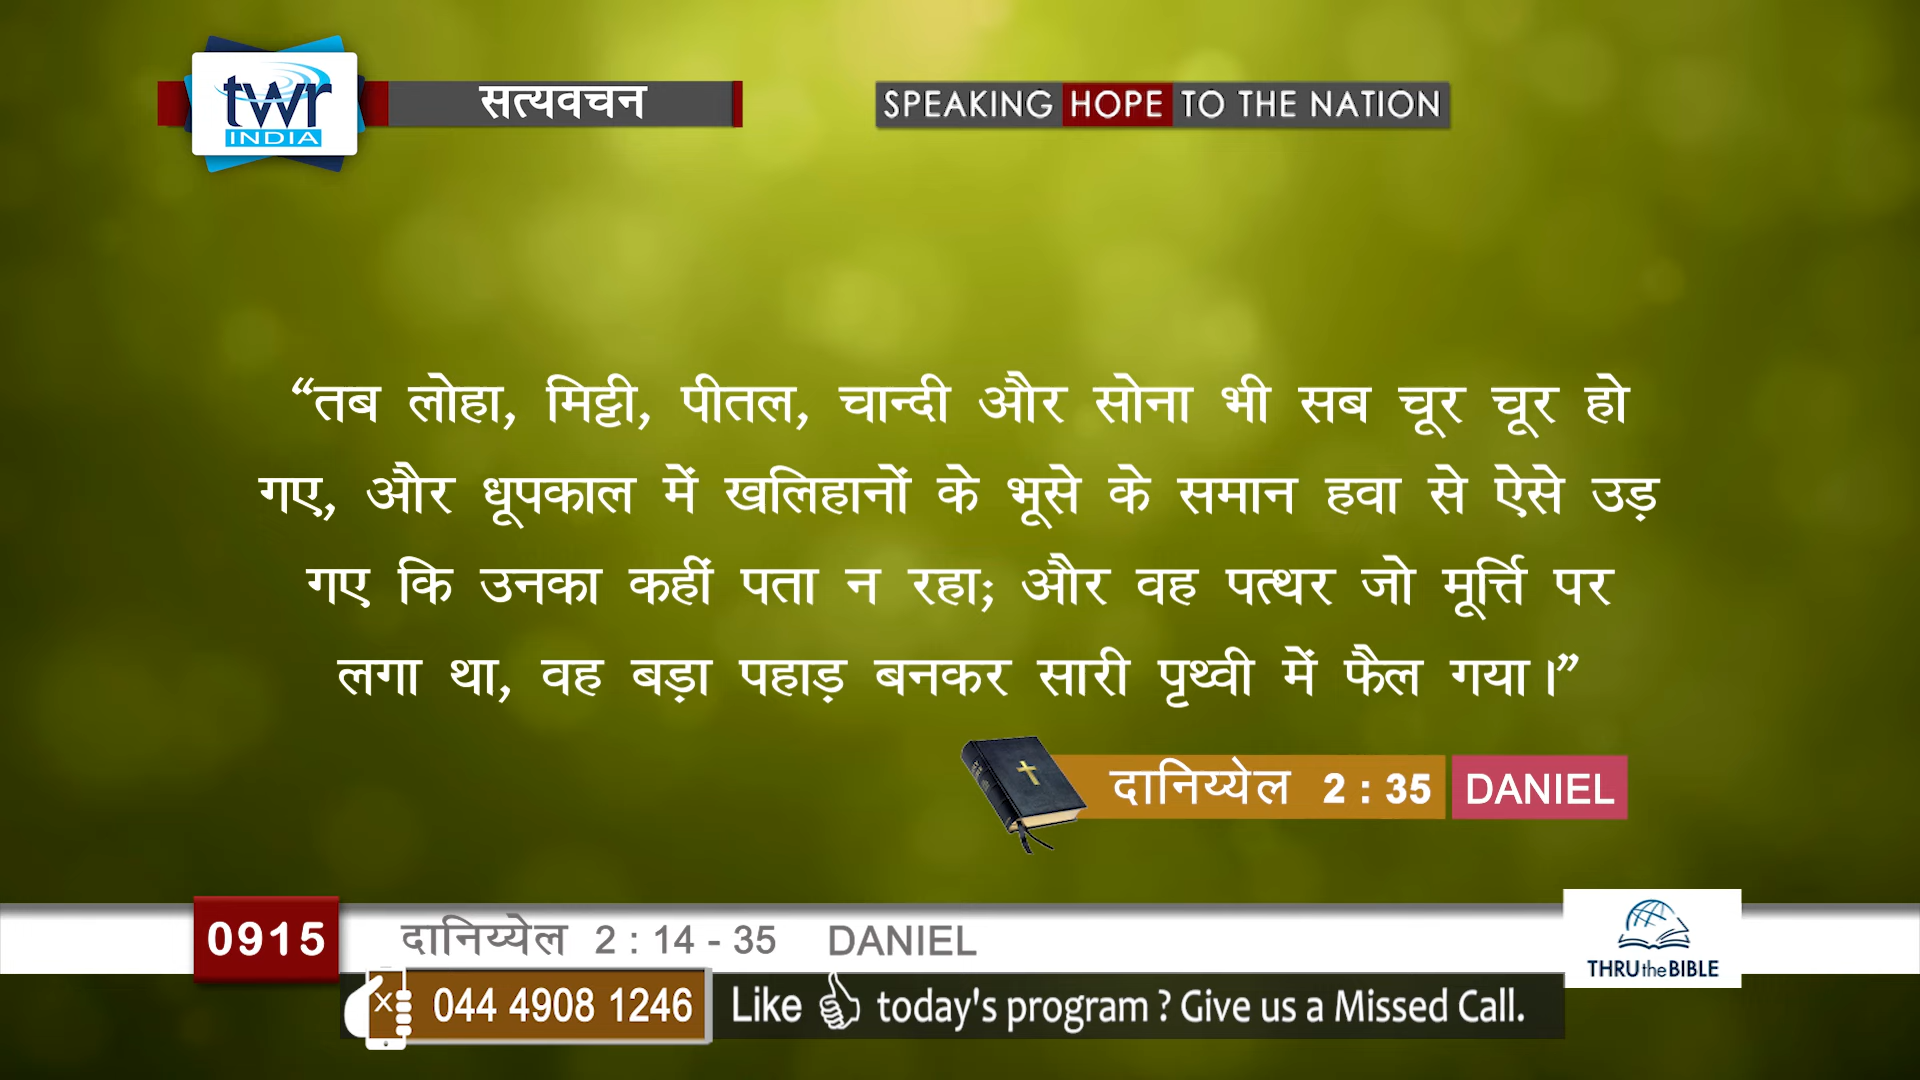 twr
INDIA
सत्यवचन
SPEAKING HOPE TO THE NATION
“तब लोहा, मिट्टी, पीतल, चान्दी और सोना भी सब चूर चूर हो
गए, और धूपकाल में खलिहानों के भूसे के समान हवा से ऐसे उड़
गए कि उनका कहीं पता न रहा; और वह पत्थर जो मूर्त्ति पर
लगा था, वह बड़ा पहाड़ बनकर सारी पृथ्वी में फैल गया।”
दानिय्येल 2 : 35 DANIEL
0915 दानिय्येल 2 : 14 - 35 DANIEL
THRU the BIBLE
044 4908 1246 Like today's program ? Give us a Missed Call.